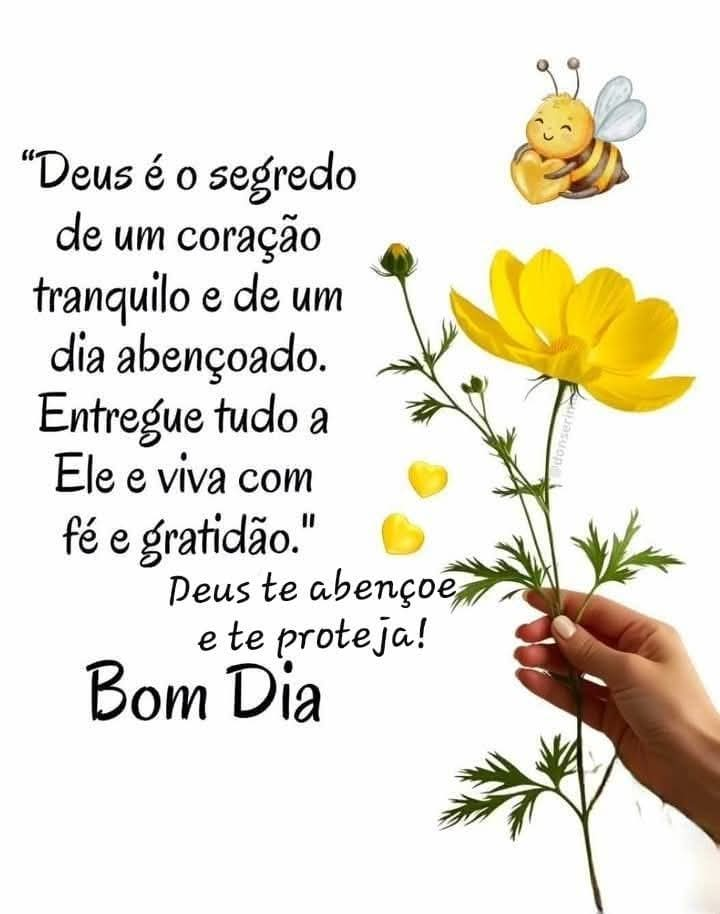 “Deus é o segredo
de um coração
tranquilo e de um
dia abençoado.
Entregue tudo a
Ele e viva com
fé e gratidão."
Deus te abençoe
e te proteja!
Bom Dia